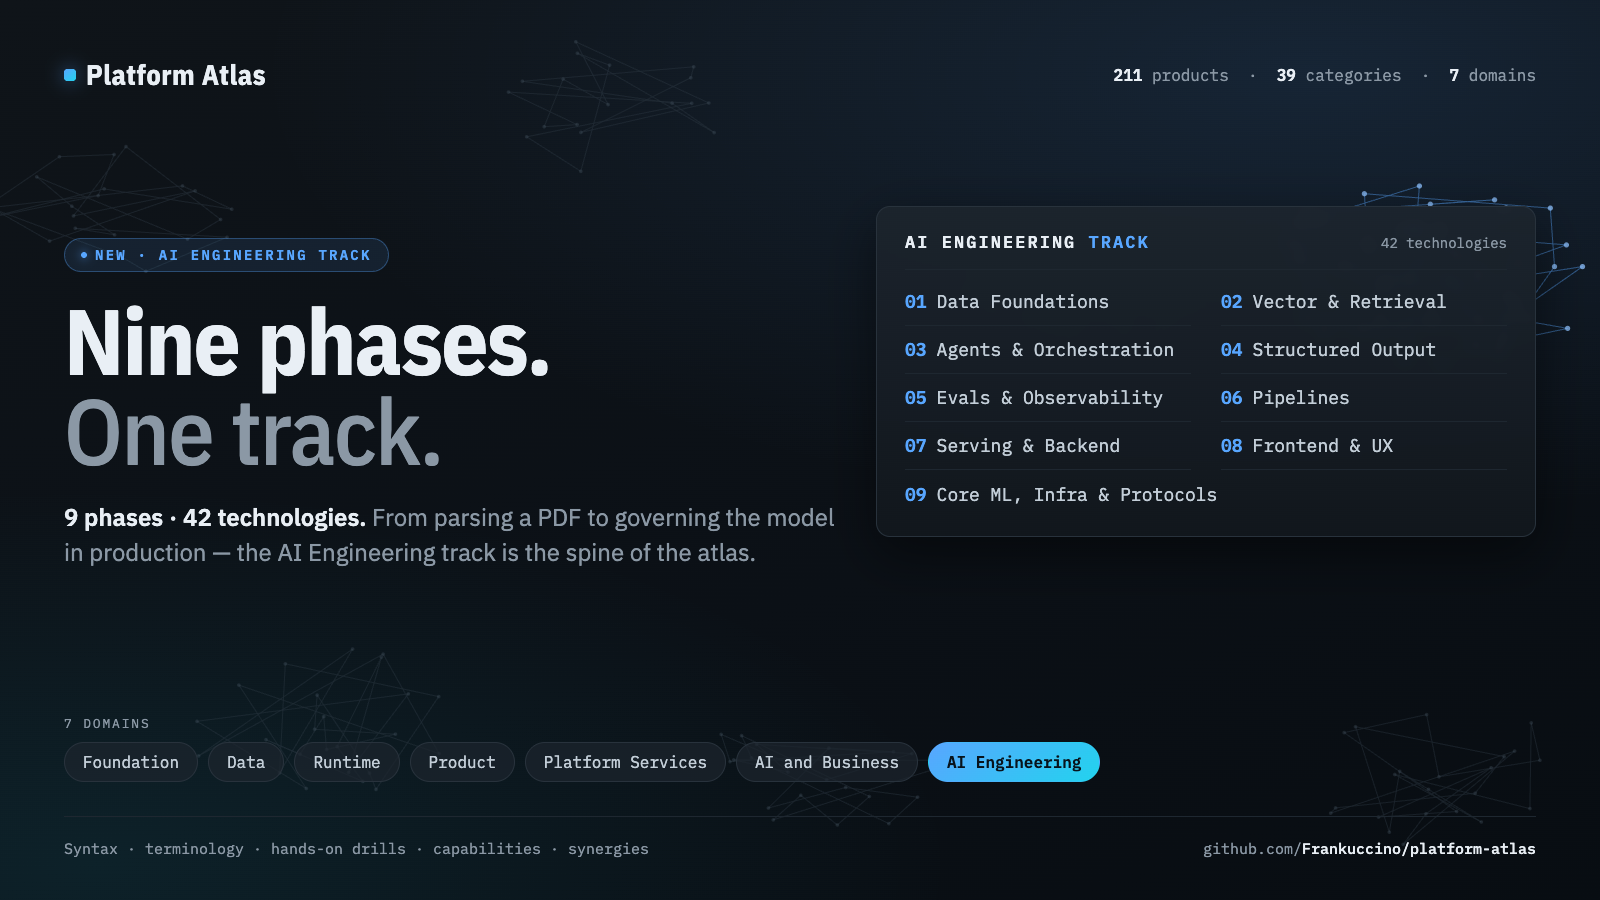 Platform Atlas
211 products · 39 categories · 7 domains
NEW · AI ENGINEERING TRACK
Nine phases.
One track.
9 phases · 42 technologies. From parsing a PDF to governing the model
in production — the AI Engineering track is the spine of the atlas.
AI ENGINEERING TRACK
42 technologies
01 Data Foundations
02 Vector & Retrieval
03 Agents & Orchestration
04 Structured Output
05 Evals & Observability
06 Pipelines
07 Serving & Backend
08 Frontend & UX
09 Core ML, Infra & Protocols
7 DOMAINS
Foundation
Data
Runtime
Product
Platform Services
AI and Business
AI Engineering
Syntax · terminology · hands-on drills · capabilities · synergies
github.com/Frankuccino/platform-atlas